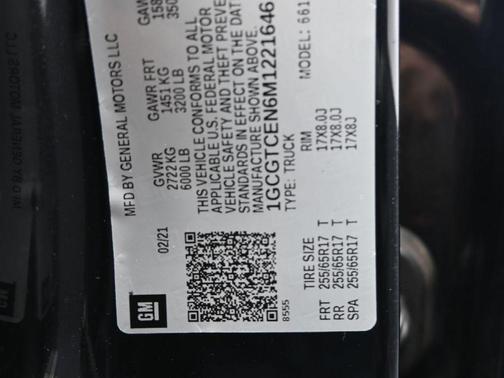 MFD BY GENERAL MOTORS LLC
02/21
GVWR
2722 KG
6000 LB
GAWR FRT
1451 KG
3200 LB
GAWR
THIS VEHICLE CONFORMS TO ALL
APPLICABLE U.S. FEDERAL MOTOR
VEHICLE SAFETY AND THEFT PREVE
STANDARDS IN EFFECT ON THE DAT
MANUFACTURE SHOWN ABOVE.
1GCGTCEN6M1221646
TYPE: TRUCK
MODEL: 661
TIRE SIZE RIM
FRT 255/65R17 T 17X8.0J
RR 255/65R17 T 17X8.0J
SPA 255/65R17 T 17X8J
8555
GM